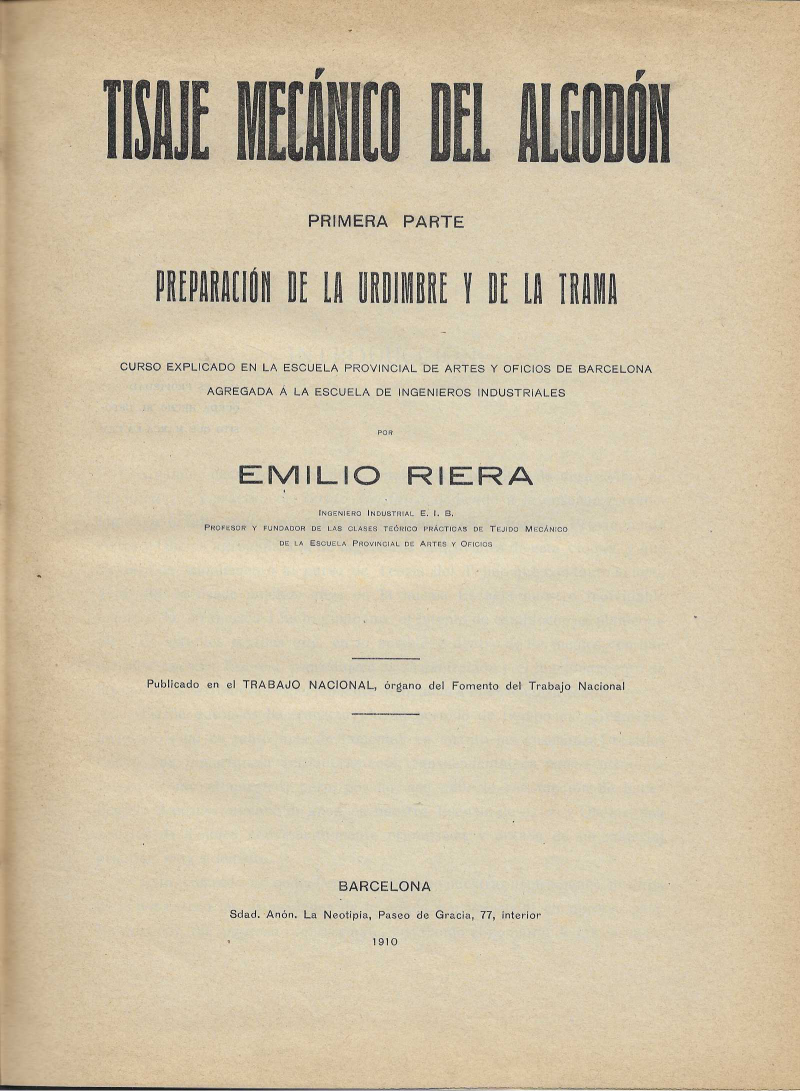 TISAJE MECÁNICO DEL ALGODÓN
PRIMERA PARTE
PREPARACIÓN DE LA URDIMBRE Y DE LA TRAMA
CURSO EXPLICADO EN LA ESCUELA PROVINCIAL DE ARTES Y OFICIOS DE BARCELONA
AGREGADA Á LA ESCUELA DE INGENIEROS INDUSTRIALES
POR
EMILIO RIERA
INGENIERO INDUSTRIAL E. I. B.
PROFESOR Y FUNDADOR DE LAS CLASES TEÓRICO PRÁCTICAS DE TEJIDO MECÁNICO
DE LA ESCUELA PROVINCIAL DE ARTES Y OFICIOS
Publicado en el TRABAJO NACIONAL, órgano del Fomento del Trabajo Nacional
BARCELONA
Sdad. Anón. La Neotipia, Paseo de Gracia, 77, interior
1910